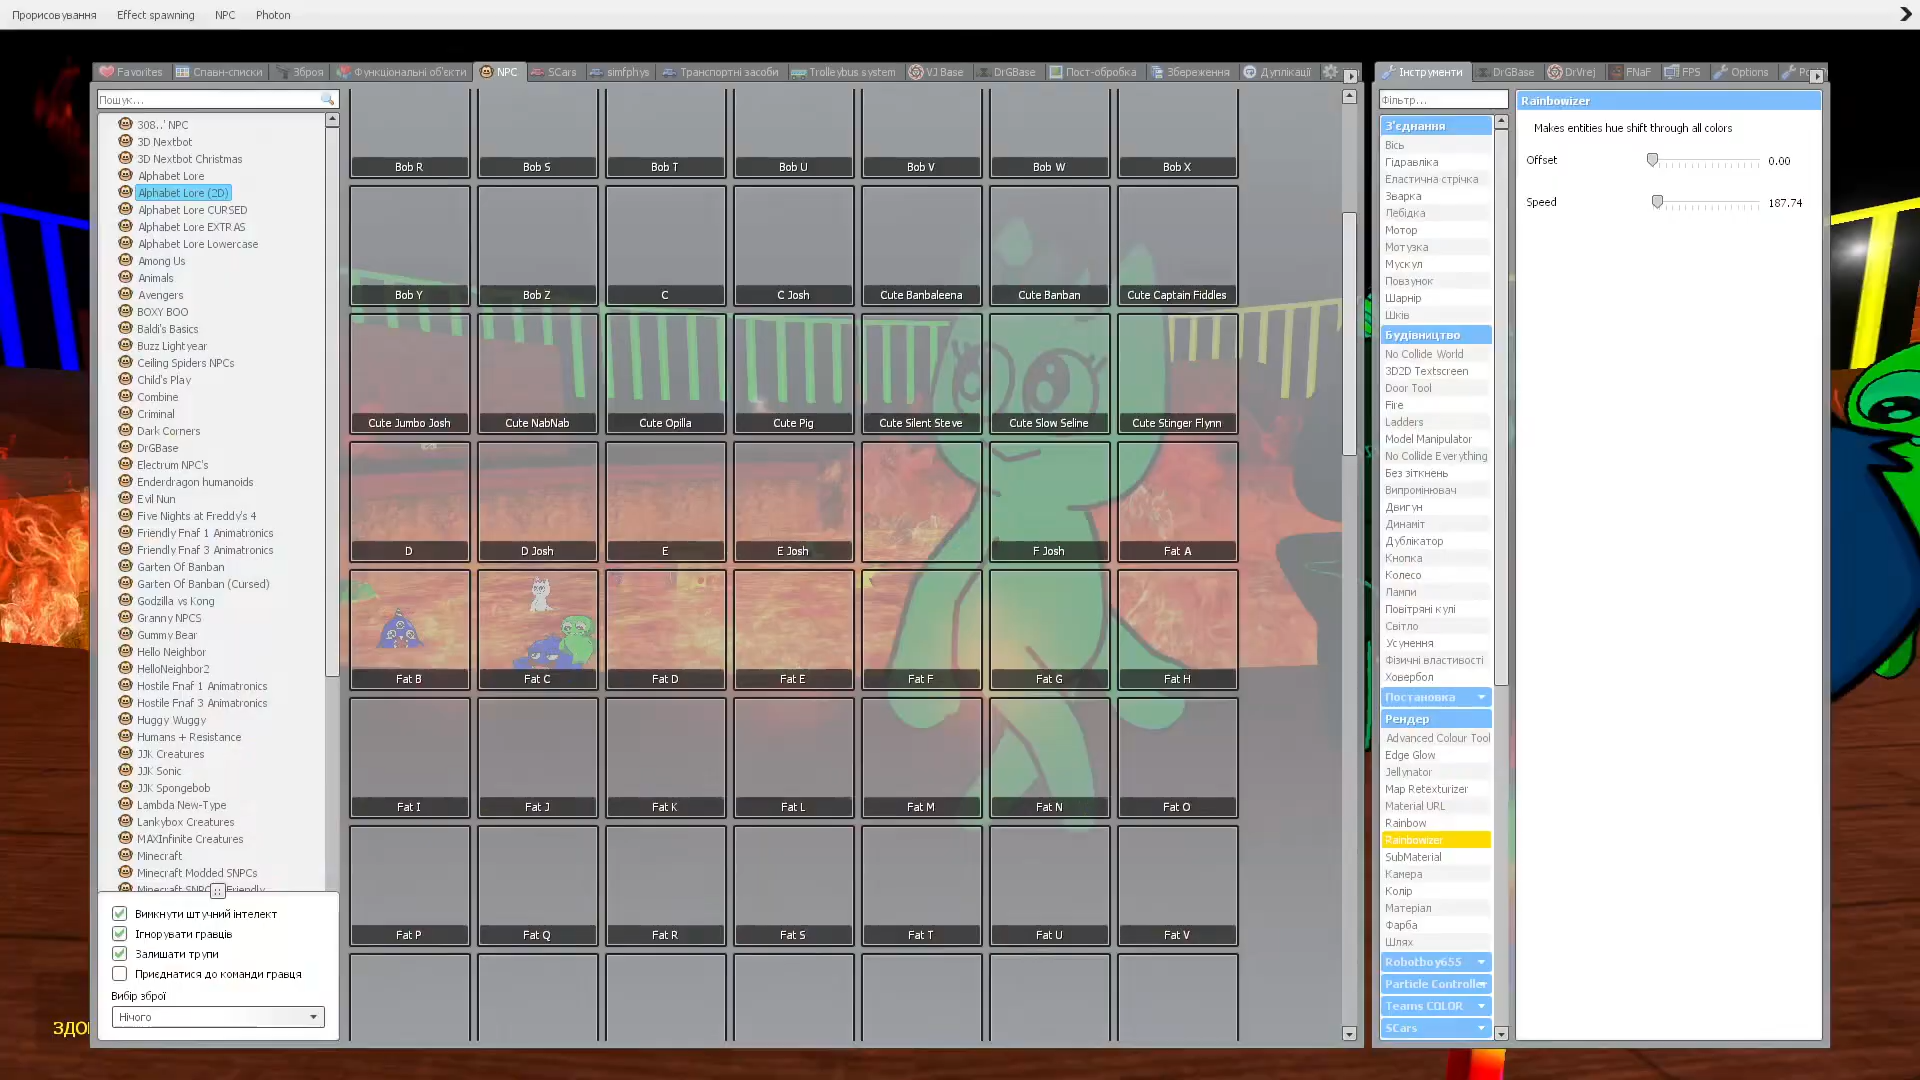 Прорисовування Effect spawning NPC Photon
Favorites Спавн-списки Зброя Функціональні об'єкти NPC SCars simfphys Транспортні засоби Trolleybus system VJ Base DrGBase Пост-обробка Збереження Дуплікації
Інструменти DrGBase DrVrej FNaF FPS Options
Пошук...
308..' NPC
3D Nextbot
3D Nextbot Christmas
Alphabet Lore
Alphabet Lore (2D)
Alphabet Lore CURSED
Alphabet Lore EXTRAS
Alphabet Lore Lowercase
Among Us
Animals
Avengers
BOXY BOO
Baldi's Basics
Buzz Lightyear
Ceiling Spiders NPCs
Child's Play
Combine
Criminal
Dark Corners
DrGBase
Electrum NPC's
Enderdragon humanoids
Evil Nun
Five Nights at Freddy's 4
Friendly Fnaf 1 Animatronics
Friendly Fnaf 3 Animatronics
Garten Of Banban
Garten Of Banban (Cursed)
Godzilla vs Kong
Granny NPCS
Gummy Bear
Hello Neighbor
HelloNeighbor2
Hostile Fnaf 1 Animatronics
Hostile Fnaf 3 Animatronics
Huggy Wuggy
Humans + Resistance
JJK Creatures
JJK Sonic
JJK Spongebob
Lambda New-Type
Lankybox Creatures
MAXInfinite Creatures
Minecraft
Minecraft Modded SNPCs
Minecraft Friendly
Вимкнути штучний інтелект
Ігнорувати гравців
Залишати трупи
Приєднатися до команди гравця
Вибір зброї
Нічого
ЗДО
Bob R Bob S Bob T Bob U Bob V Bob W Bob X
Bob Y Bob Z C C Josh Cute Banbaleena Cute Banban Cute Captain Fiddles
Cute Jumbo Josh Cute NabNab Cute Opilla Cute Pig Cute Silent Steve Cute Slow Seline Cute Stinger Flynn
D D Josh E E Josh F Josh Fat A
Fat B Fat C Fat D Fat E Fat F Fat G Fat H
Fat I Fat J Fat K Fat L Fat M Fat N Fat O
Fat P Fat Q Fat R Fat S Fat T Fat U Fat V
Фільтр...
З'єднання
Вісь
Гідравліка
Еластична стрічка
Зварка
Лебідка
Мотор
Мотузка
Мускул
Повзунок
Шарнір
Шків
Будівництво
No Collide World
3D2D Textscreen
Door Tool
Fire
Ladders
Model Manipulator
No Collide Everything
Без зіткнень
Випромінювач
Двигун
Динаміт
Дублікатор
Кнопка
Колесо
Лампи
Повітряні кулі
Світло
Усунення
Фізичні властивості
Ховербол
Постановка
Рендер
Advanced Colour Tool
Edge Glow
Jellynator
Map Retexturizer
Material URL
Rainbow
Rainbowizer
SubMaterial
Камера
Колір
Матеріал
Фарба
Шлях
Robotboy655
Particle Controller
Teams COLOR
SCars
Rainbowizer
Makes entities hue shift through all colors
Offset 0.00
Speed 187.74